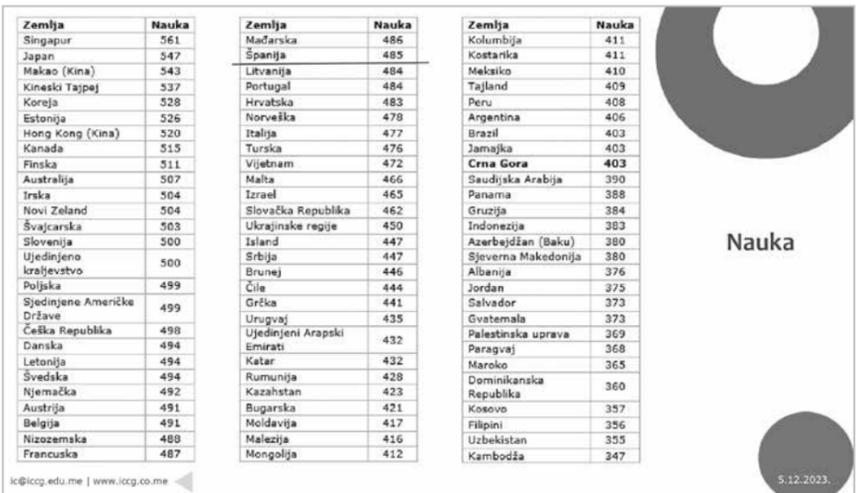 Zemlja Nauka
Singapur 561
Japan 547
Makao (Kina) 543
Kineski Tajpej 537
Koreja 528
Estonija 526
Hong Kong (Kina) 520
Kanada 515
Finska 511
Australija 507
Irska 504
Novi Zeland 504
Švajcarska 503
Slovenija 500
Ujedinjeno
kraljevstvo 500
Poljska 499
Sjedinjene Američke
Države 499
Češka Republika 498
Danska 494
Letonija 494
Švedska 494
Njemačka 492
Austrija 491
Belgija 491
Nizozemska 488
Francuska 487
Zemlja Nauka
Mađarska 486
Španija 485
Litvanija 484
Portugal 484
Hrvatska 483
Norveška 478
Italija 477
Turska 476
Vijetnam 472
Malta 466
Izrael 465
Slovačka Republika 462
Ukrajinske regije 450
Island 447
Srbija 447
Brunej 446
Čile 444
Grčka 441
Urugvaj 435
Ujedinjeni Arapski
Emirati 432
Katar 432
Rumunija 428
Kazahstan 423
Bugarska 421
Moldavija 417
Malezija 416
Mongolija 412
Zemlja Nauka
Kolumbija 411
Kostarika 411
Meksiko 410
Tajland 409
Peru 408
Argentina 406
Brazil 403
Jamajka 403
Crna Gora 403
Saudijska Arabija 390
Panama 388
Gruzija 384
Indonezija 383
Azerbejdžan (Baku) 380
Sjeverna Makedonija 380
Albanija 376
Jordan 375
Salvador 373
Gvatemala 373
Palestinska uprava 369
Paragvaj 368
Maroko 365
Dominikanska
Republika 360
Kosovo 357
Filipini 356
Uzbekistan 355
Kambodža 347
Nauka
ic@iccg.edu.me | www.iccg.co.me
5.12.2023.